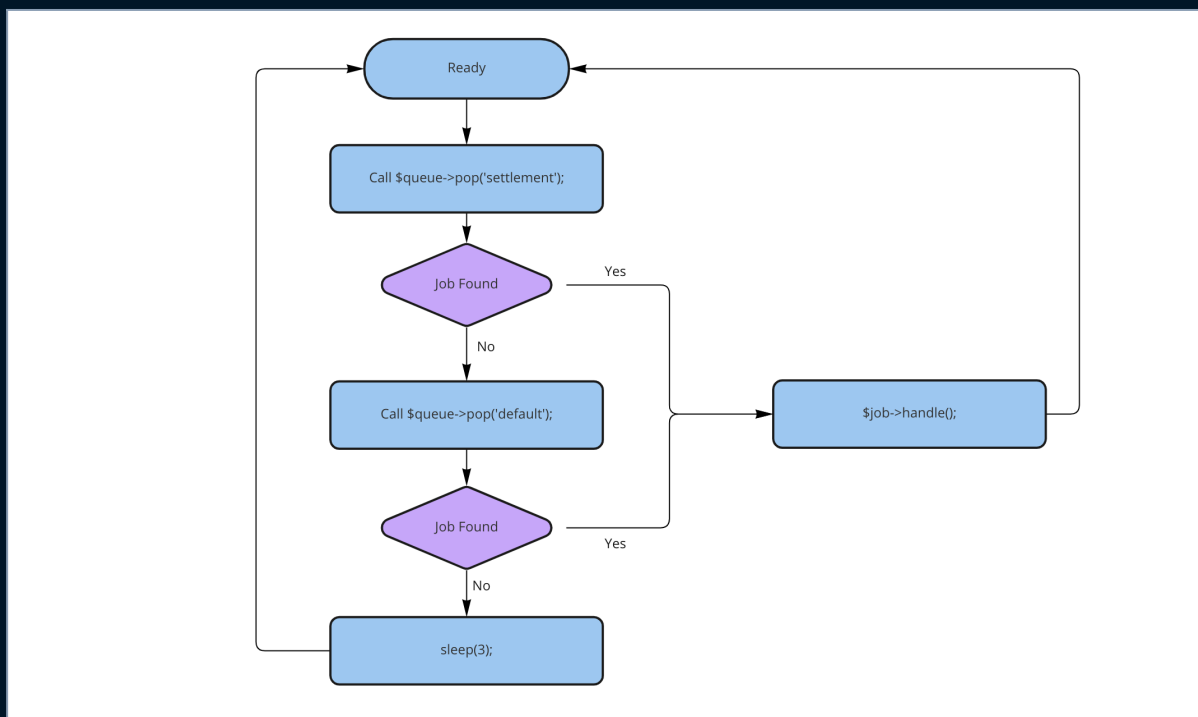 Ready
Call $queue->pop('settlement');
Job Found
Yes
No
Call $queue->pop('default');
$job->handle();
Job Found
Yes
No
sleep(3);